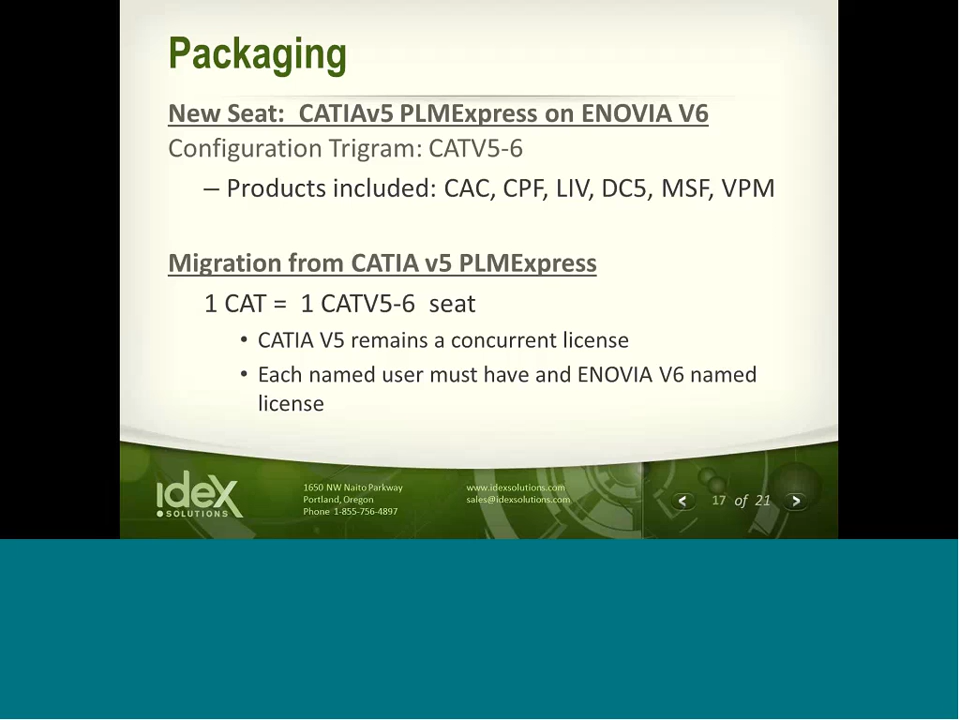 Packaging
New Seat: CATIAv5 PLMExpress on ENOVIA V6
Configuration Trigram: CATV5-6
– Products included: CAC, CPF, LIV, DC5, MSF, VPM
Migration from CATIA v5 PLMExpress
1 CAT = 1 CATV5-6 seat
• CATIA V5 remains a concurrent license
• Each named user must have and ENOVIA V6 named
license
ideX
SOLUTIONS
1650 NW Naito Parkway
Portland, Oregon
Phone 1-855-756-4897
www.idexsolutions.com
sales@idexsolutions.com
< 17 of 21 >